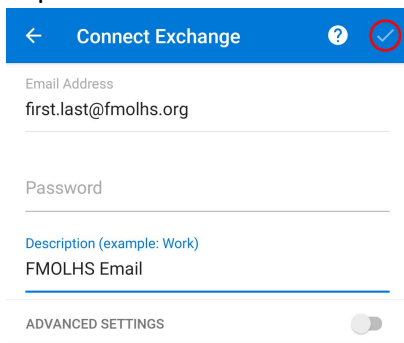 Connect Exchange ?
Email Address
first.last@fmolhs.org
Password
Description (example: Work)
FMOLHS Email
ADVANCED SETTINGS